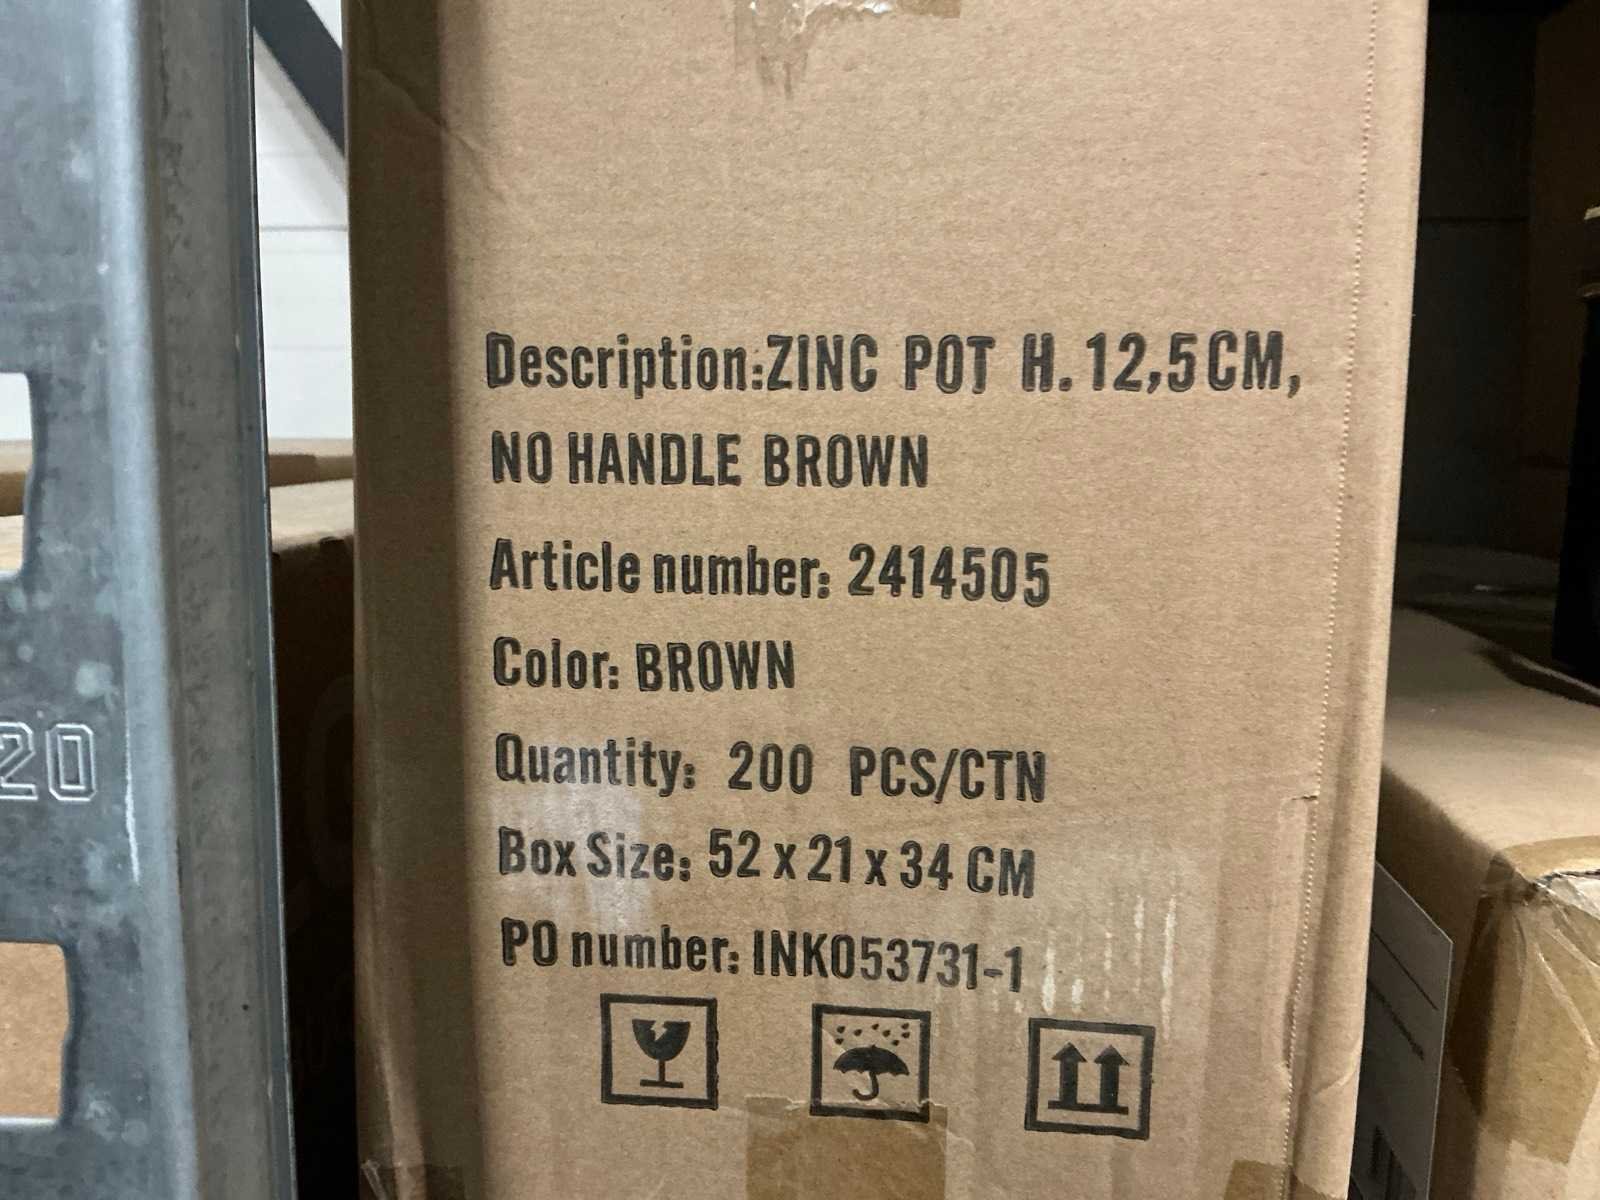 Description:ZINC POT H. 12,5CM,
NO HANDLE BROWN
Article number: 2414505
Color: BROWN
Quantity: 200 PCS/CTN
Box Size: 52 x 21 x 34 CM
PO number: INK053731-1
20